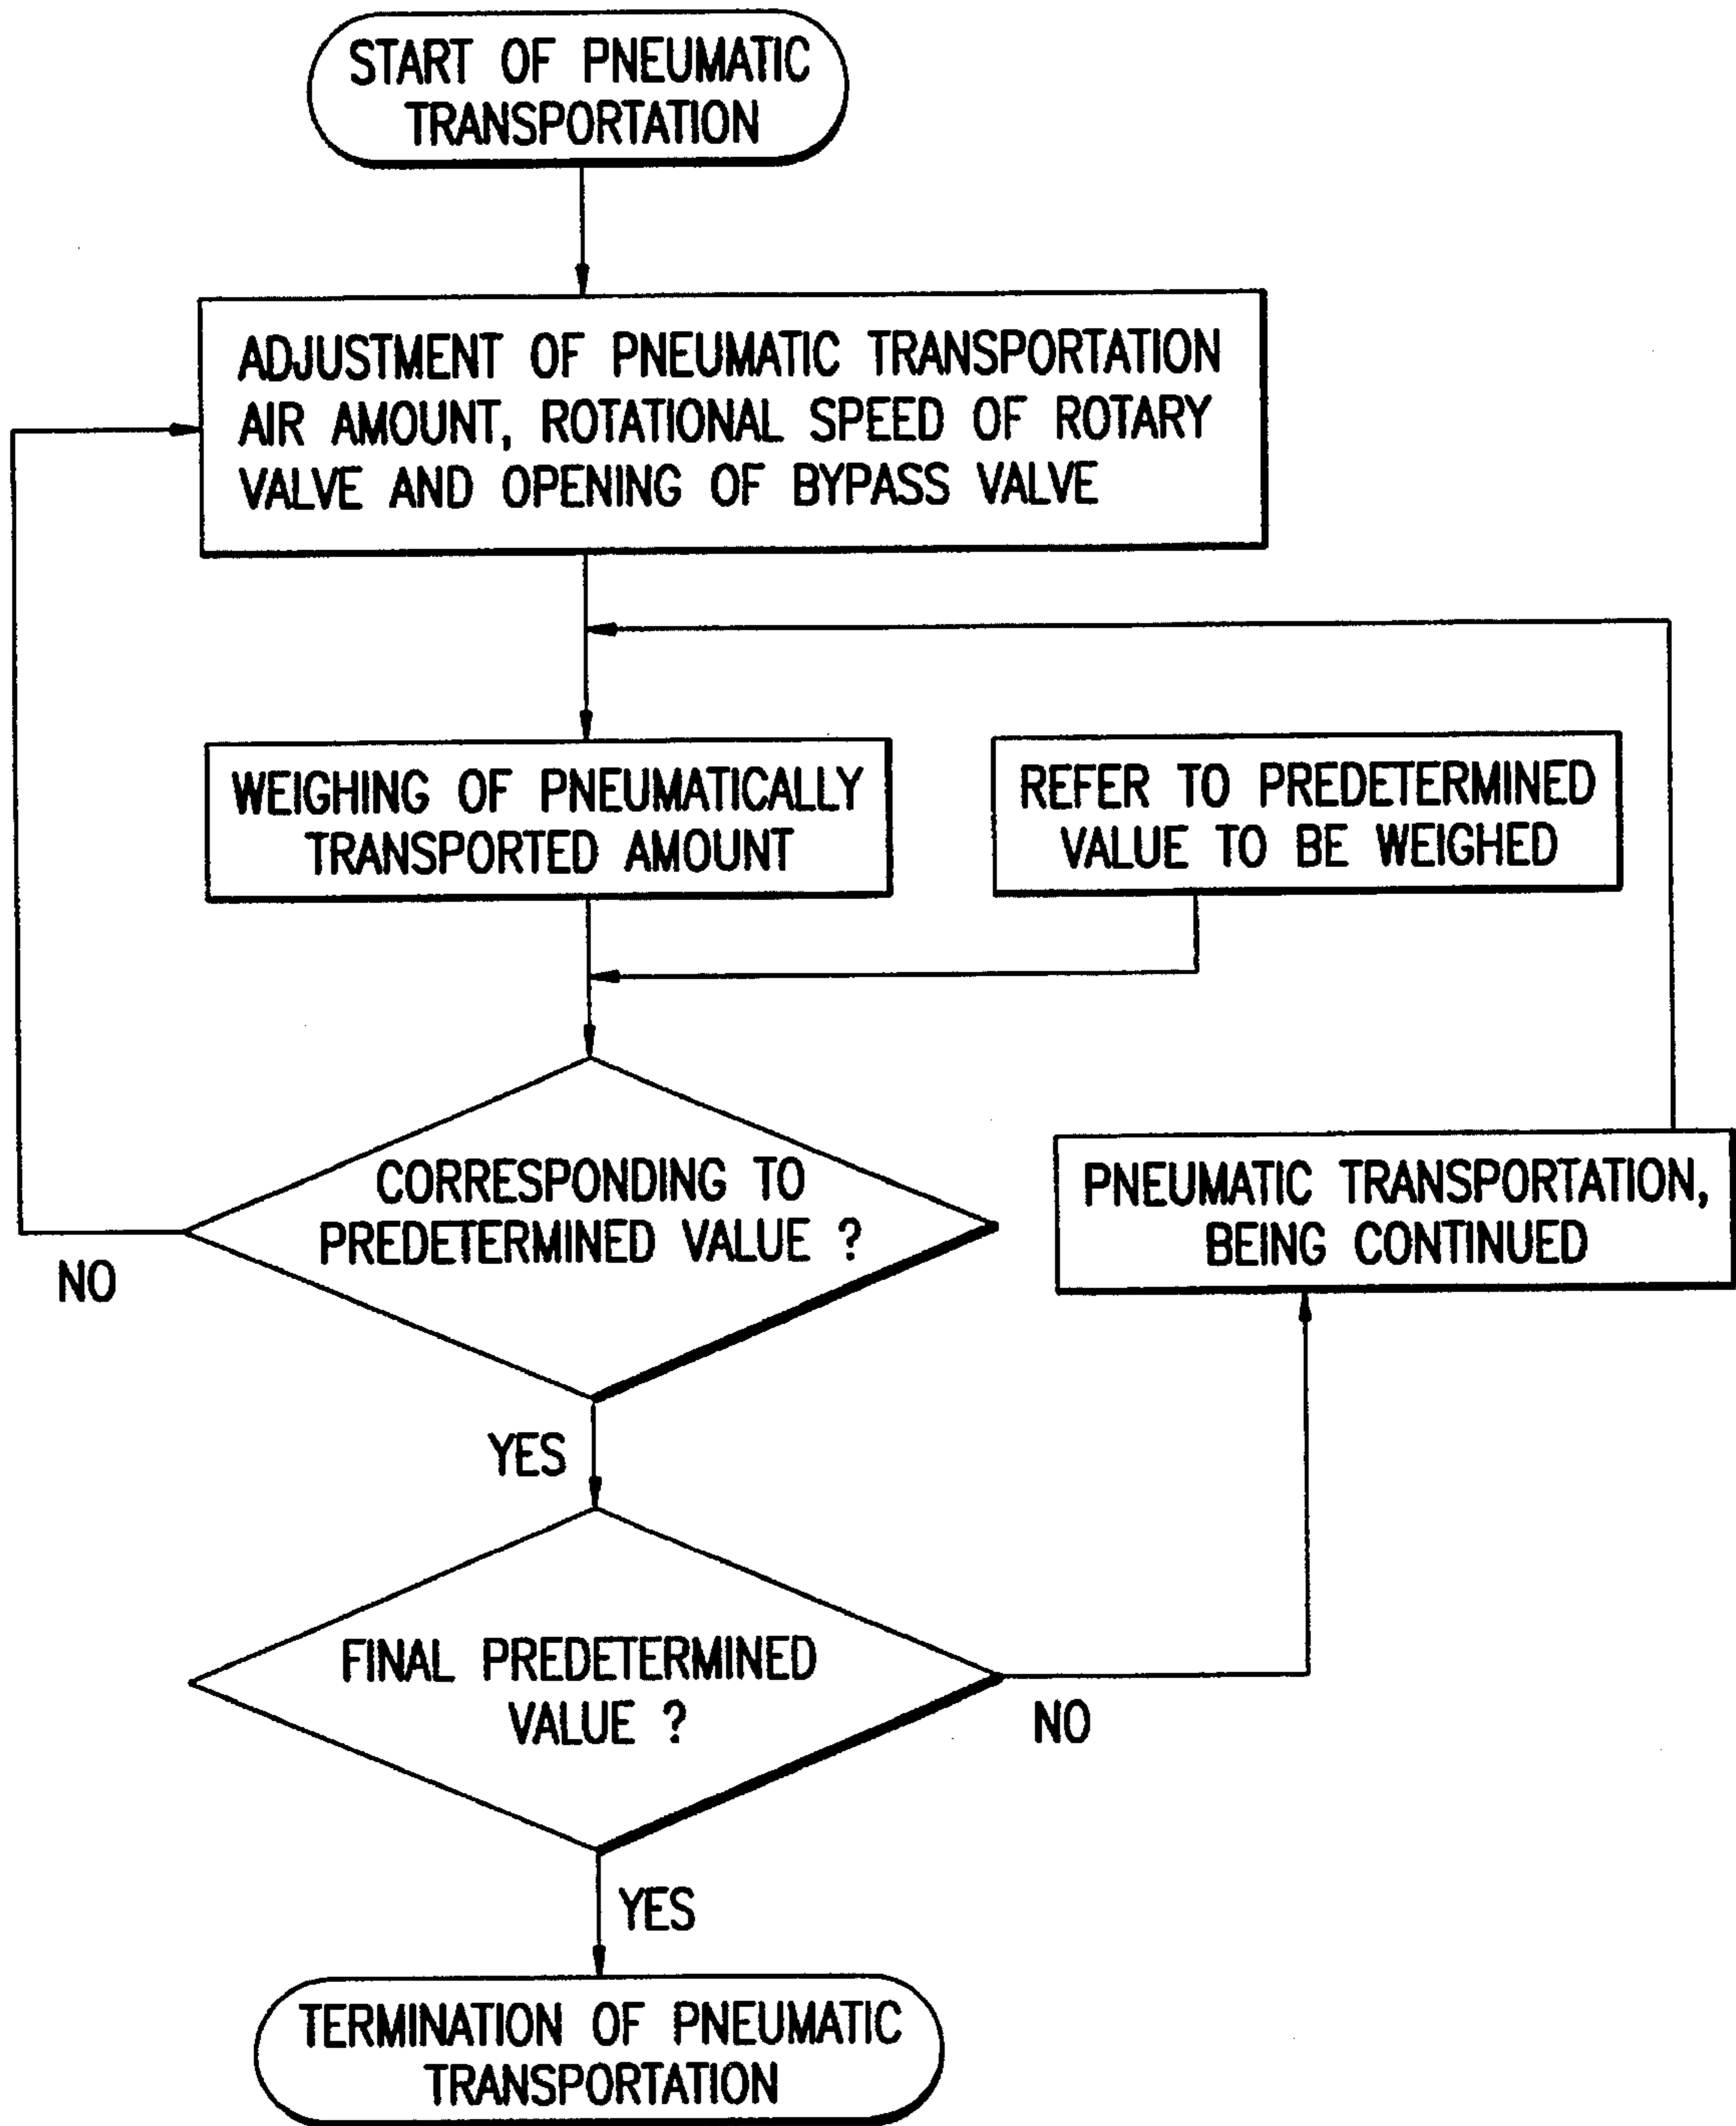 START OF PNEUMATIC
TRANSPORTATION
ADJUSTMENT OF PNEUMATIC TRANSPORTATION
AIR AMOUNT, ROTATIONAL SPEED OF ROTARY
VALVE AND OPENING OF BYPASS VALVE
WEIGHING OF PNEUMATICALLY
TRANSPORTED AMOUNT
REFER TO PREDETERMINED
VALUE TO BE WEIGHED
CORRESPONDING TO
PREDETERMINED VALUE ?
NO
PNEUMATIC TRANSPORTATION,
BEING CONTINUED
YES
FINAL PREDETERMINED
VALUE ?
NO
YES
TERMINATION OF PNEUMATIC
TRANSPORTATION